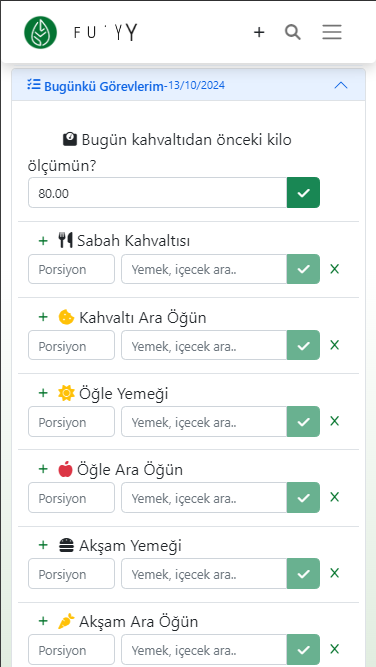 Bugünkü Görevlerim-13/10/2024
Bugün kahvaltıdan önceki kilo
ölçümün?
80.00
Sabah Kahvaltısı
Porsiyon Yemek, içecek ara.. X
Kahvaltı Ara Öğün
Porsiyon Yemek, içecek ara.. X
Öğle Yemeği
Porsiyon Yemek, içecek ara.. X
Öğle Ara Öğün
Porsiyon Yemek, içecek ara.. X
Akşam Yemeği
Porsiyon Yemek, içecek ara.. X
Akşam Ara Öğün
Porsiyon Yemek, içecek ara.. X